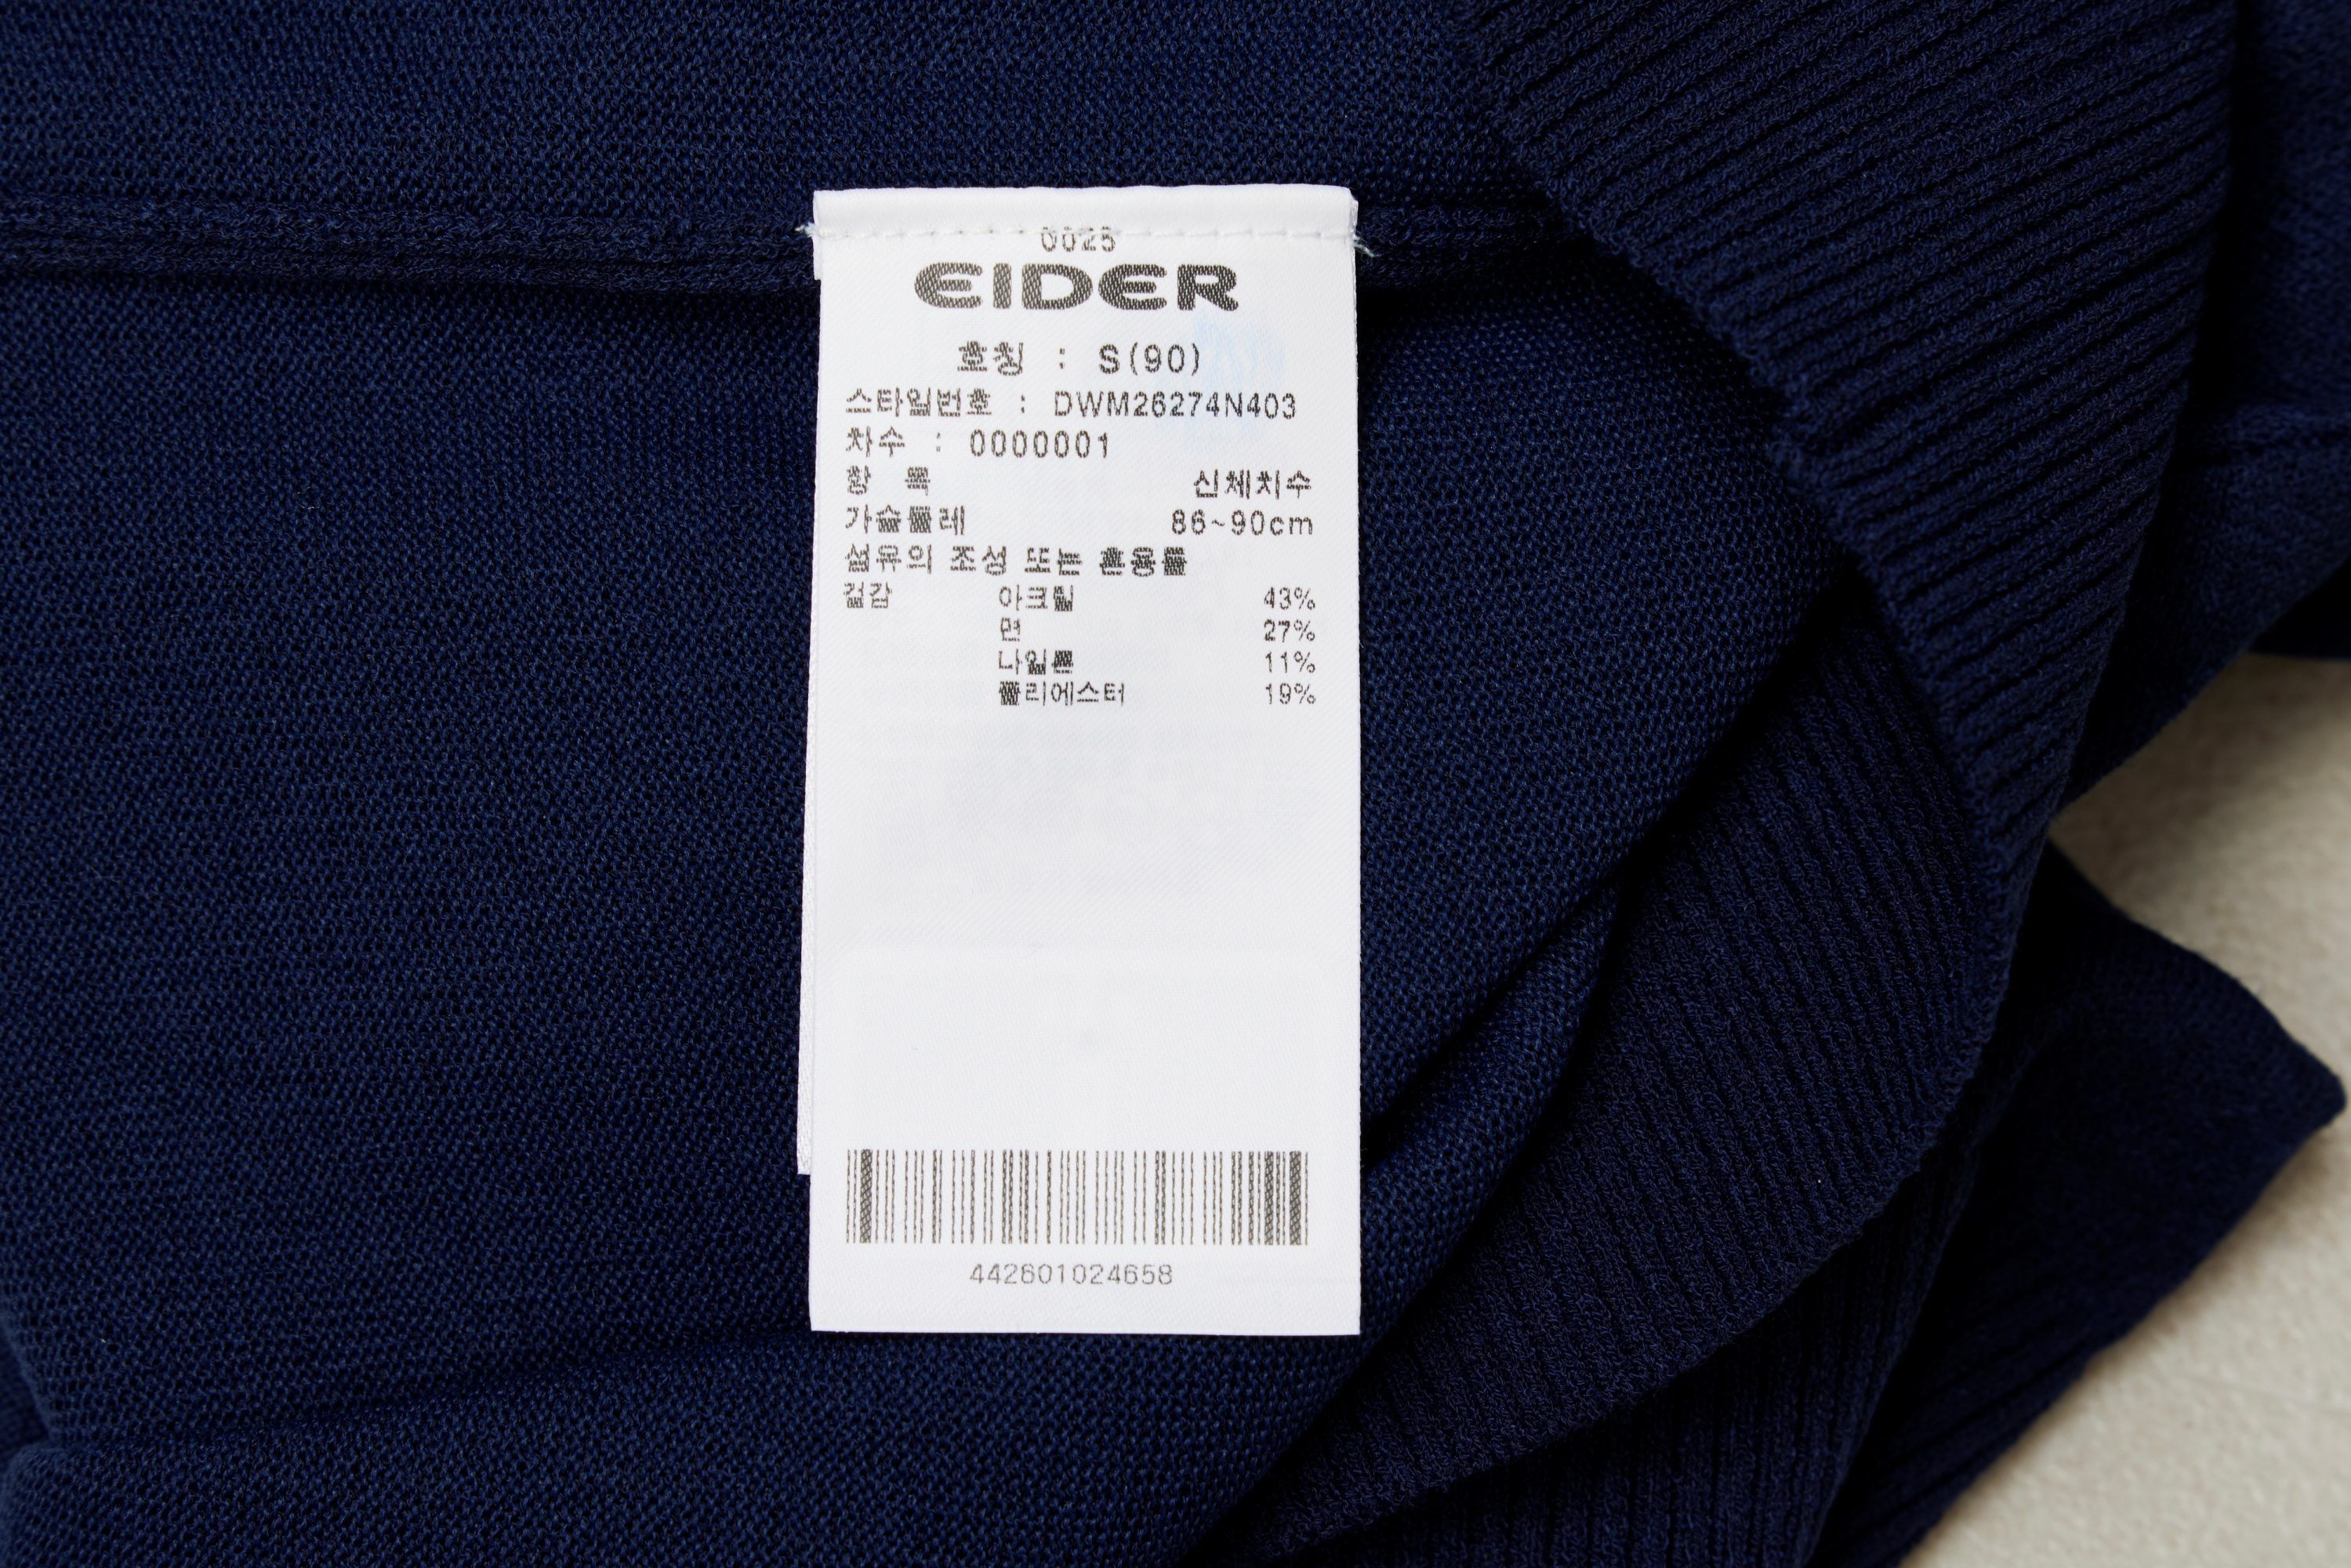 0025
EIDER
호칭 : S(90)
스타일번호 : DWM26274N403
차수 : 0000001
항 목 신체치수
가슴둘레 86~90cm
섬유의 조성 또는 혼용률
겉감 아크릴 43%
면 27%
나일론 11%
폴리에스터 19%
442601024658